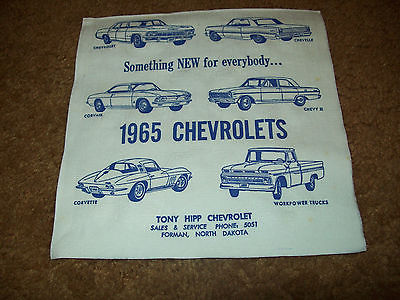 CHEVROLET CHEVELLE
Something NEW for everybody...
CORVAIR CHEVY II
1965 CHEVROLETS
CORVETTE WORKPOWER TRUCKS
TONY HIPP CHEVROLET
SALES & SERVICE PHONE: 5051
FORMAN, NORTH DAKOTA